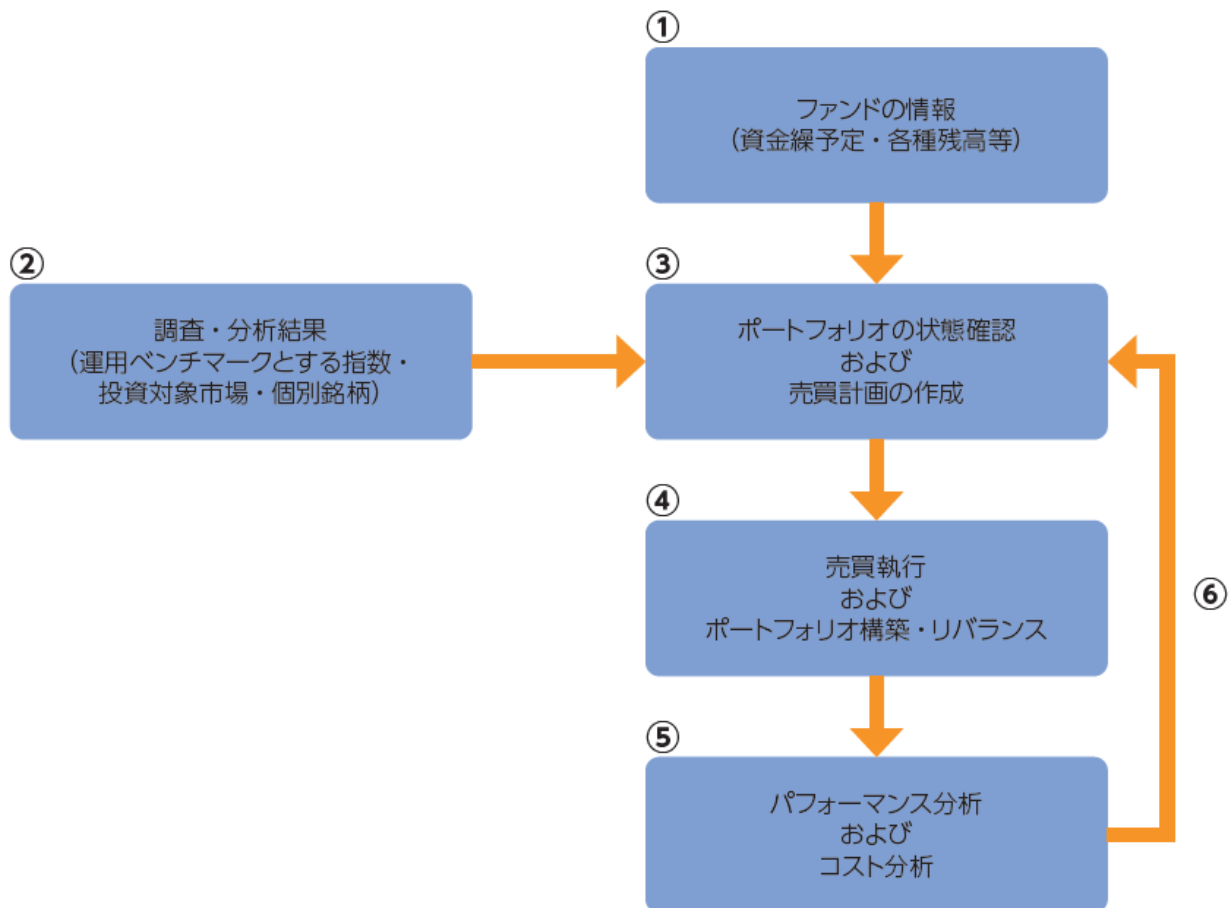 ①
ファンドの情報
(資金繰予定・各種残高等)
②
調査・分析結果
(運用ベンチマークとする指数・
投資対象市場・個別銘柄)
③
ポートフォリオの状態確認
および
売買計画の作成
④
売買執行
および
ポートフォリオ構築・リバランス
⑥
⑤
パフォーマンス分析
および
コスト分析